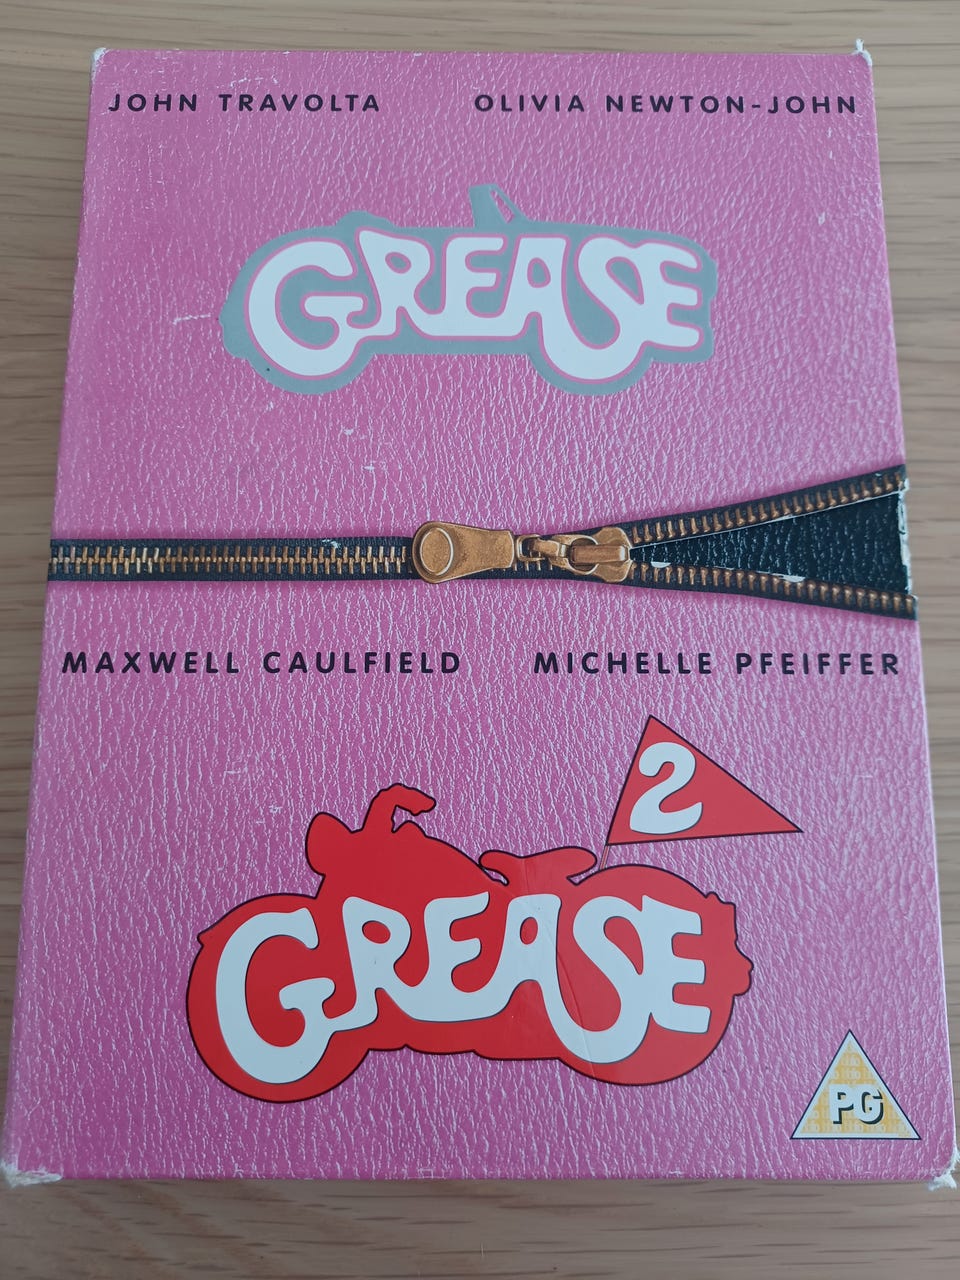 JOHN TRAVOLTA OLIVIA NEWTON-JOHN
GREASE
MAXWELL CAULFIELD MICHELLE PFEIFFER
2
GREASE
PG